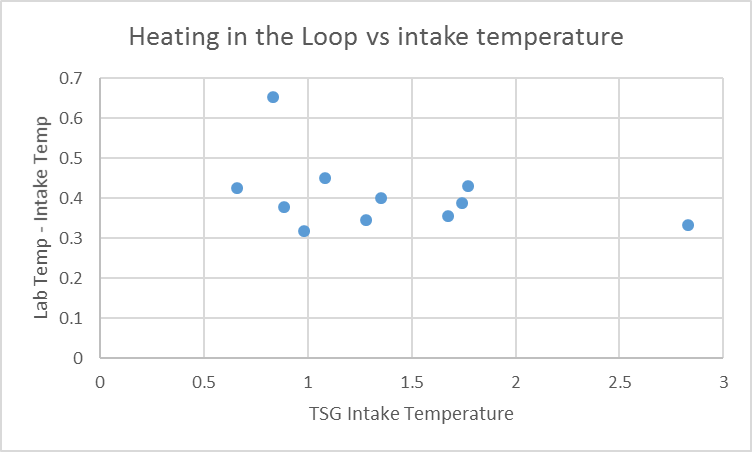 Heating in the Loop vs intake temperature
Lab Temp - Intake Temp
0.7
0.6
0.5
0.4
0.3
0.2
0.1
0
0 0.5 1 1.5 2 2.5 3
TSG Intake Temperature